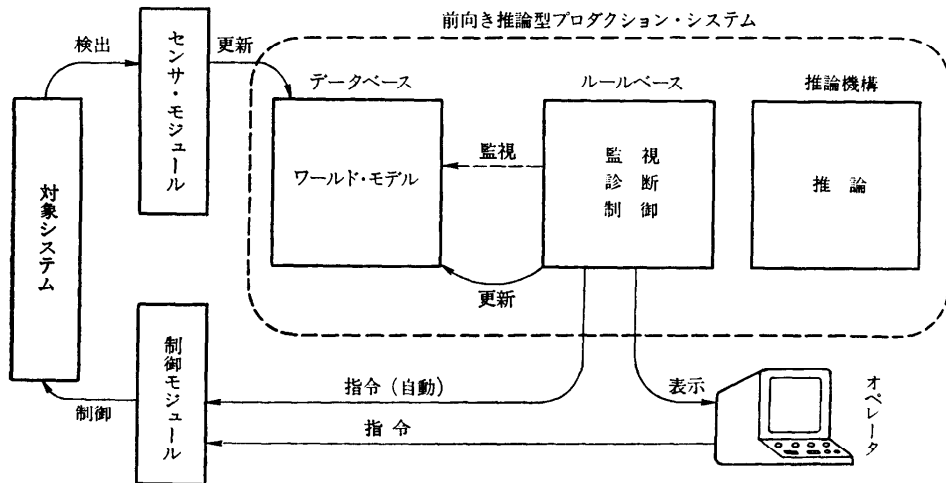 前向き推論型プロダクション・システム
検出
センサ・モジュール
更新
データベース
ルールベース
推論機構
対象システム
ワールド・モデル
監視
監視
診断
制御
推論
更新
制御モジュール
制御
指令(自動)
指令
表示
オペレータ